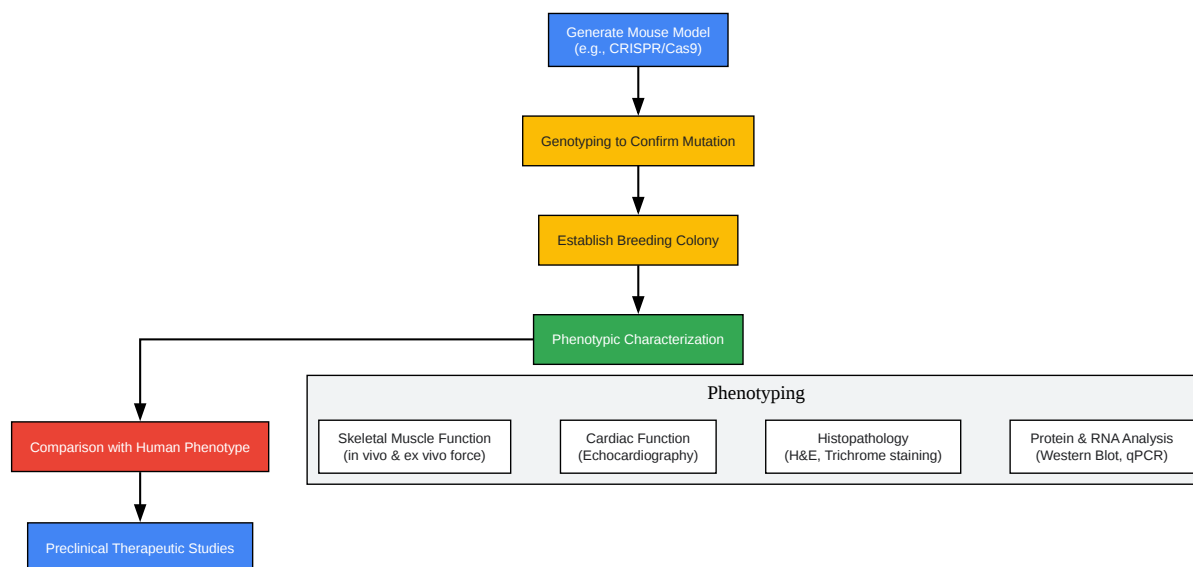 Generate Mouse Model
(e.g., CRISPR/Cas9)
Genotyping to Confirm Mutation
Establish Breeding Colony
Phenotypic Characterization
Phenotyping
Skeletal Muscle Function
(in vivo & ex vivo force)
Cardiac Function
(Echocardiography)
Histopathology
(H&E, Trichrome staining)
Protein & RNA Analysis
(Western Blot, qPCR)
Comparison with Human Phenotype
Preclinical Therapeutic Studies